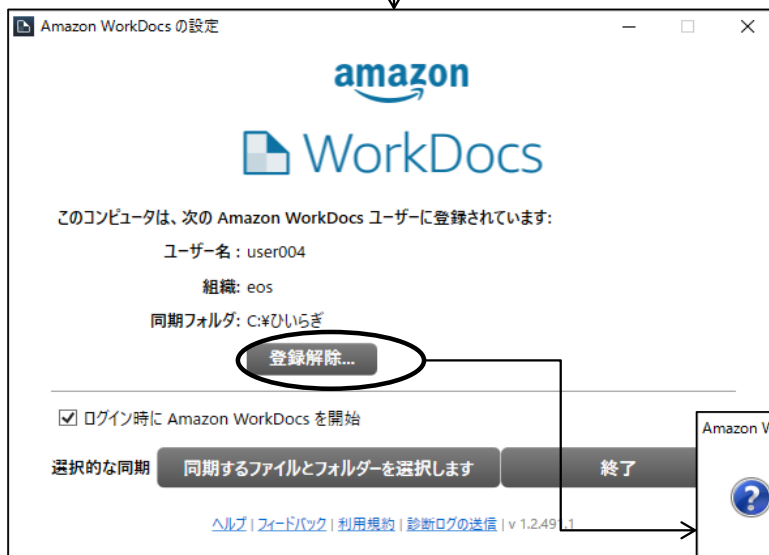 Amazon WorkDocs の設定
amazon
WorkDocs
このコンピュータは、次の Amazon WorkDocs ユーザーに登録されています:
ユーザー名 : user004
組織: eos
同期フォルダ: C:¥ひいらぎ
登録解除...
ログイン時に Amazon WorkDocs を開始
Amazon W
選択的な同期 同期するファイルとフォルダーを選択します 終了
ヘルプ | フィードバック | 利用規約 | 診断ログの送信 | v 1.2.491.1